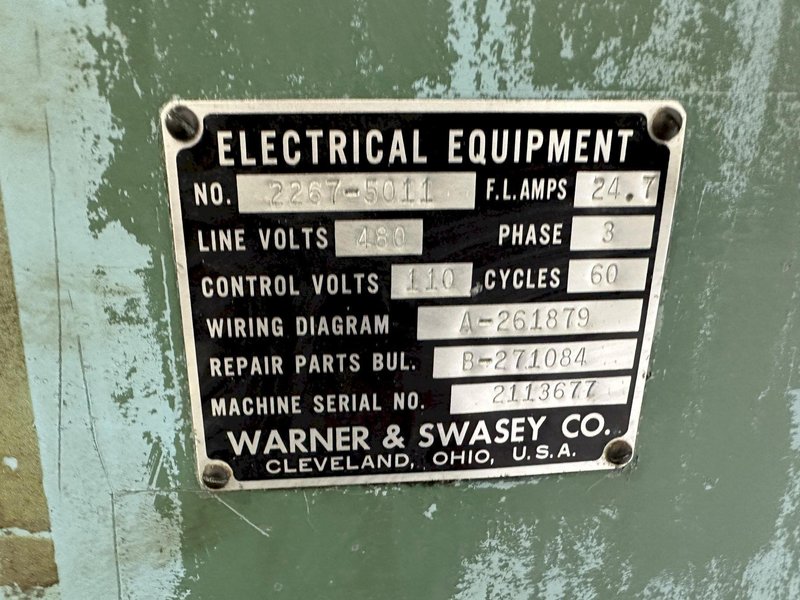 ELECTRICAL EQUIPMENT
NO. 2267-5011 F.L.AMPS 24.7
LINE VOLTS 480 PHASE 3
CONTROL VOLTS 110 CYCLES 60
WIRING DIAGRAM A-261879
REPAIR PARTS BUL. B-271084
MACHINE SERIAL NO. 2113677
WARNER & SWASEY CO.
CLEVELAND, OHIO, U.S.A.